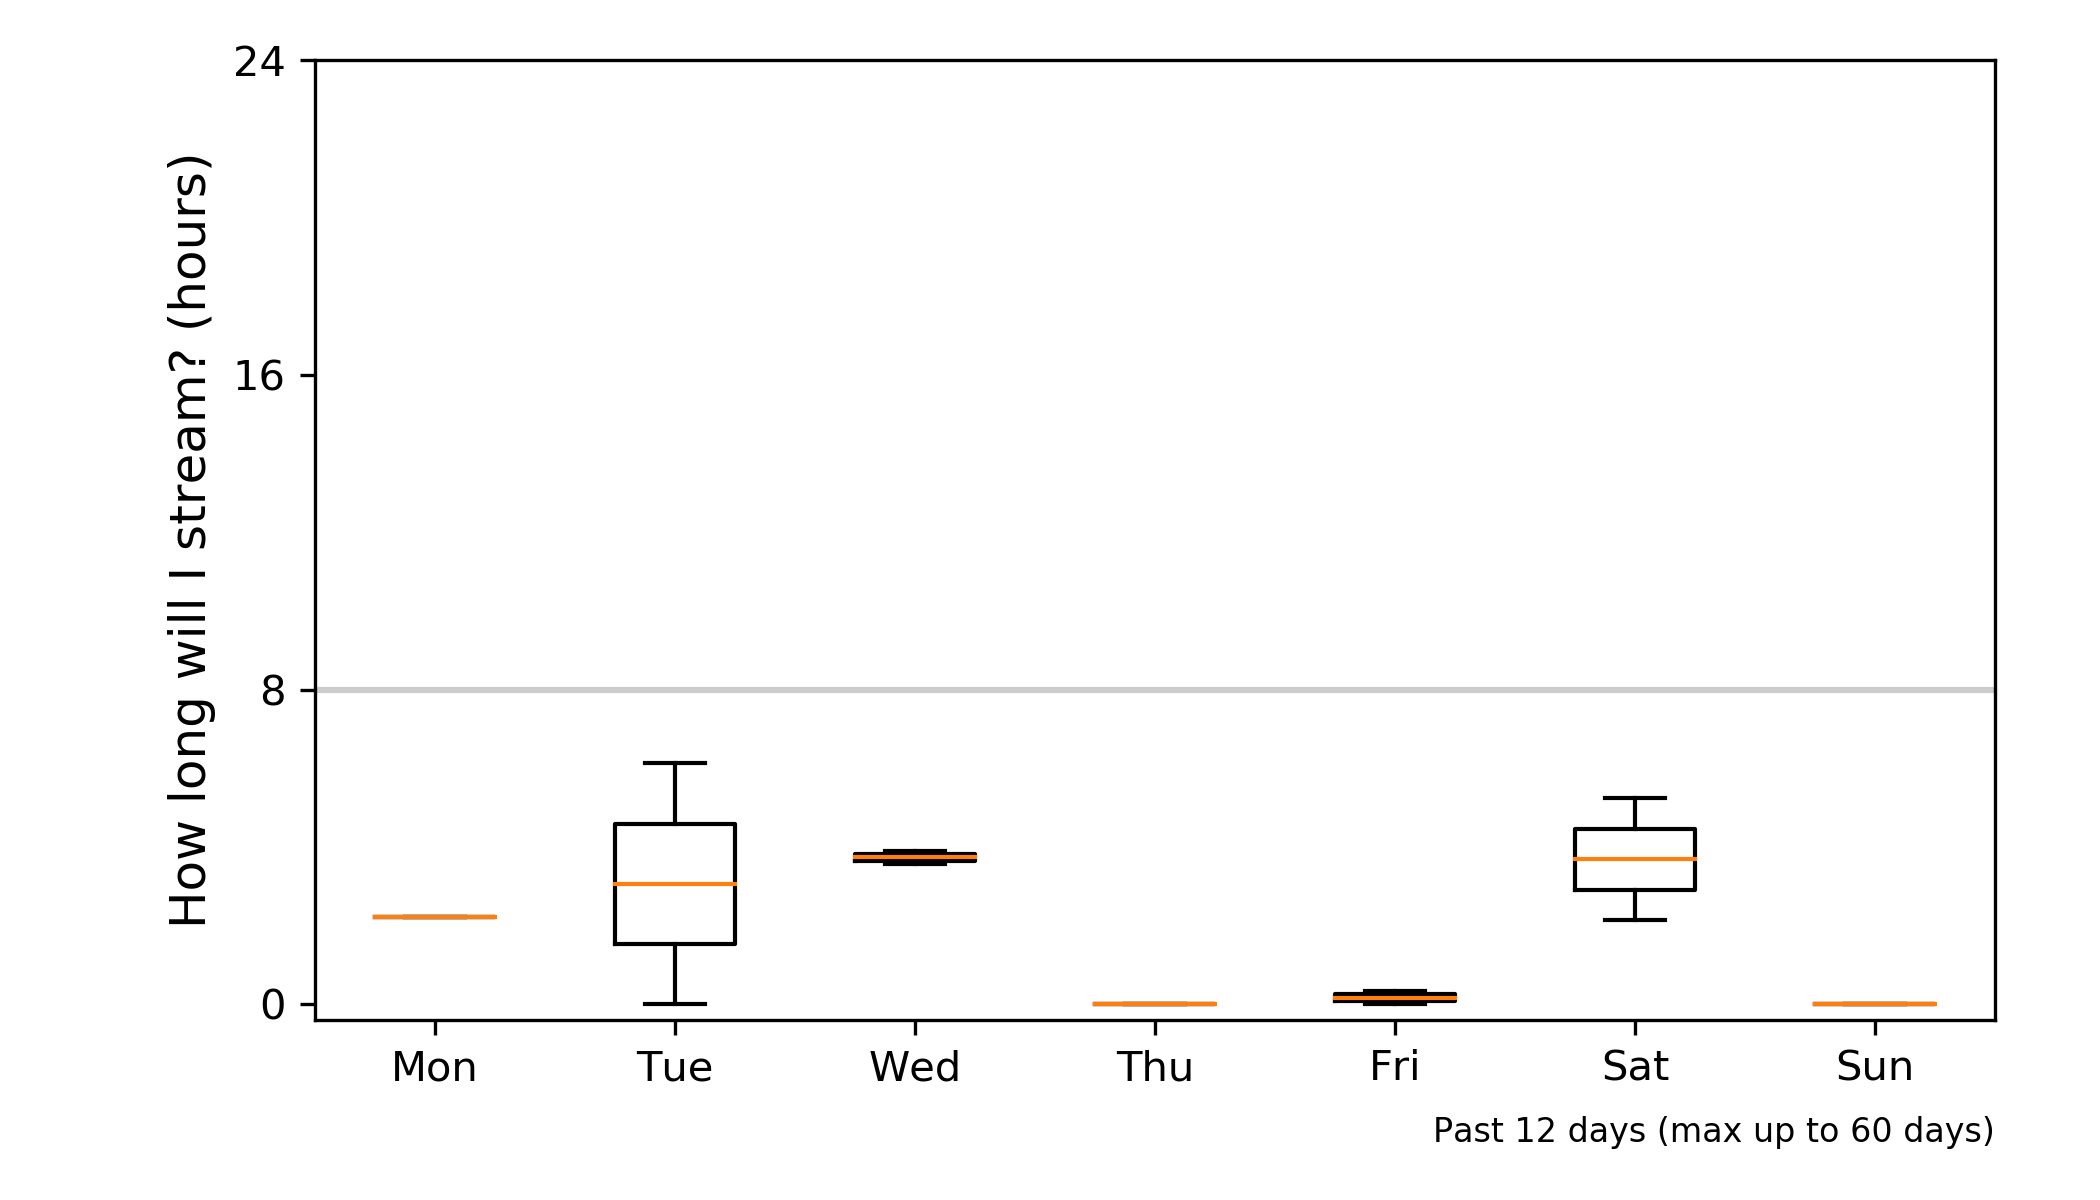 How long will I stream? (hours)
24
16
8
0
Mon Tue Wed Thu Fri Sat Sun
Past 12 days (max up to 60 days)